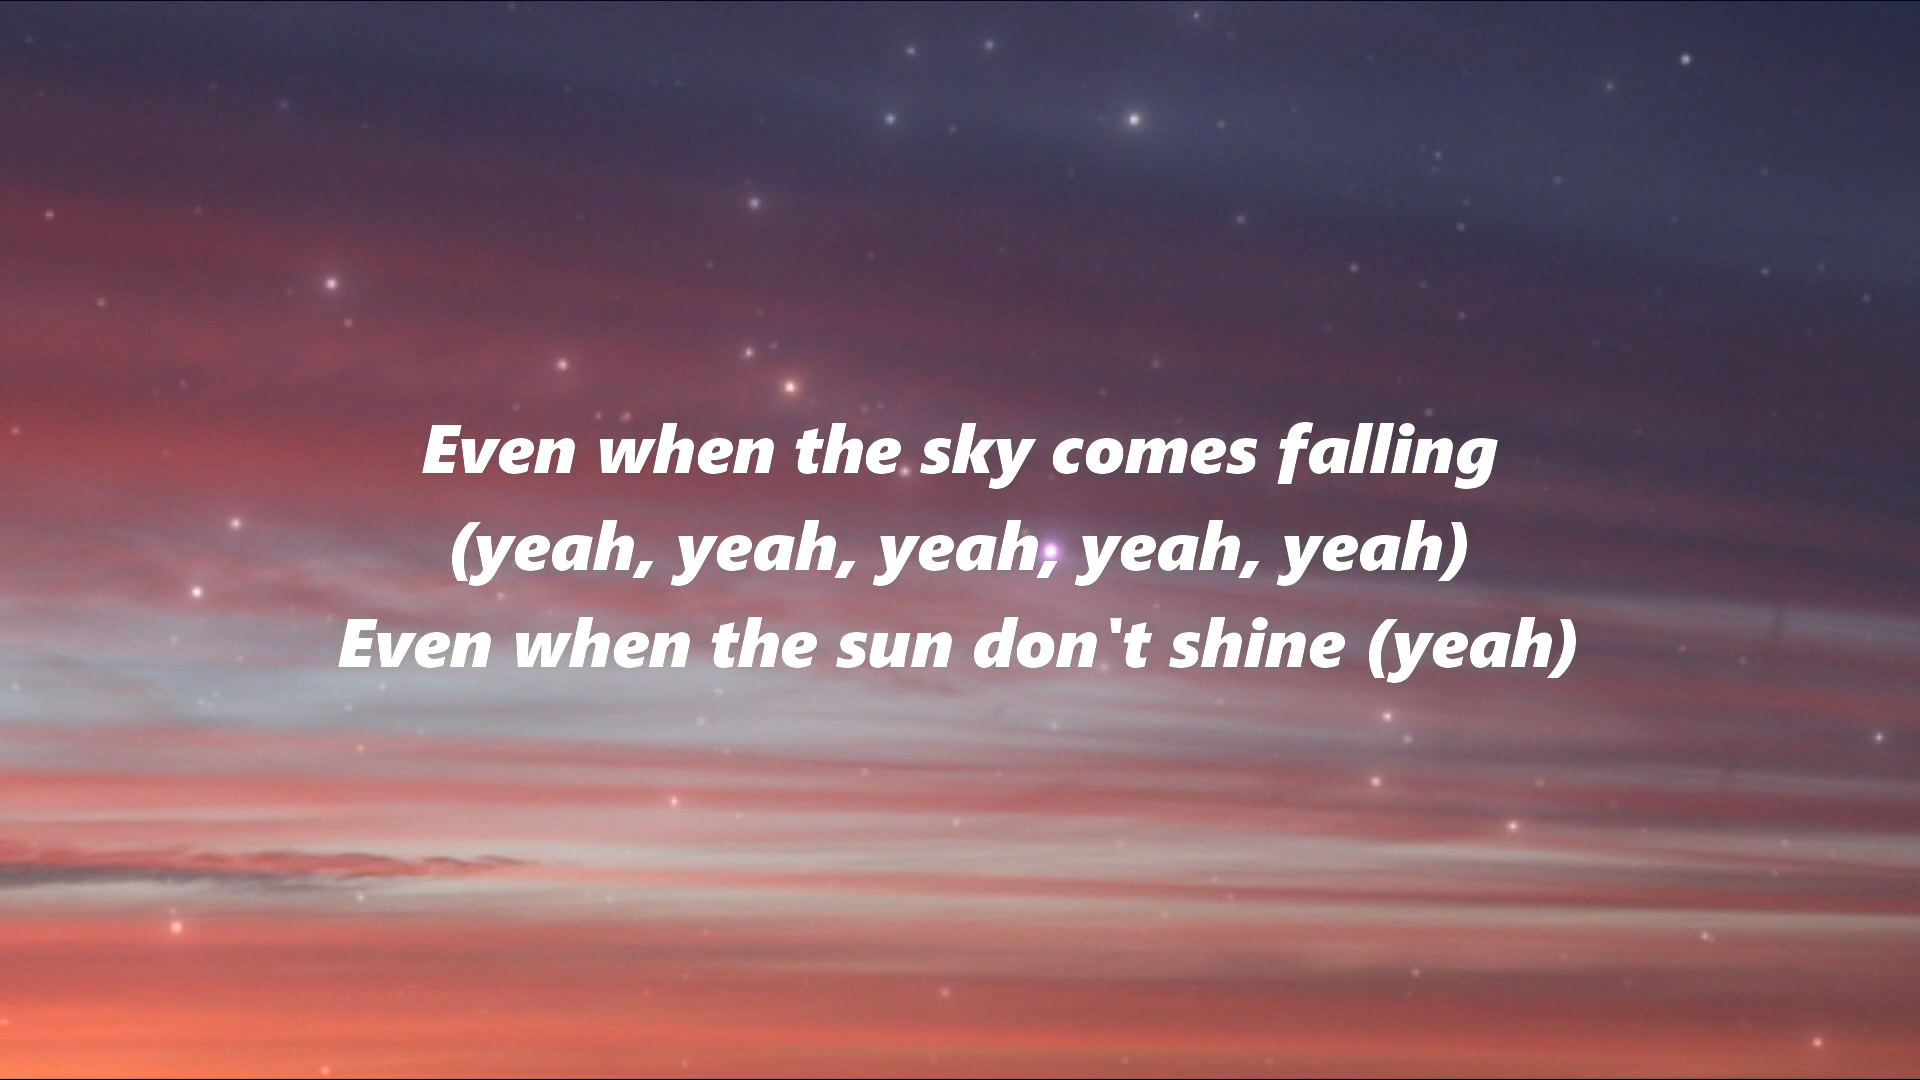 Even when the sky comes falling
(yeah, yeah, yeah, yeah, yeah)
Even when the sun don't shine (yeah)